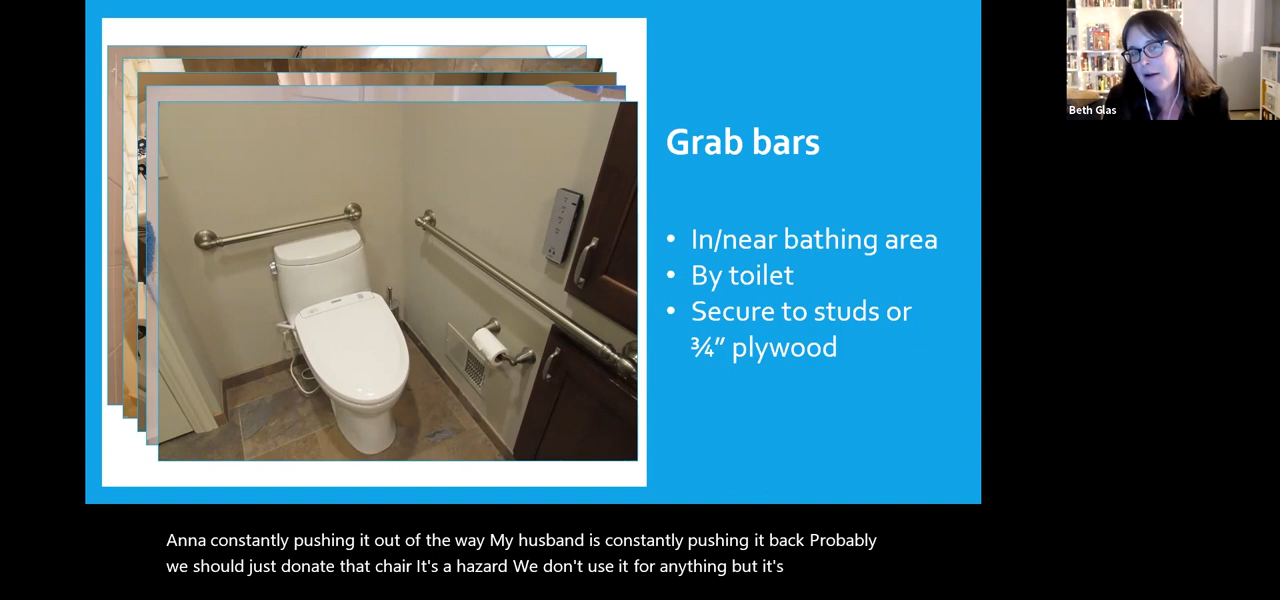 Grab bars
• In/near bathing area
• By toilet
• Secure to studs or
¾” plywood
Beth Glas
Anna constantly pushing it out of the way My husband is constantly pushing it back Probably
we should just donate that chair It's a hazard We don't use it for anything but it's